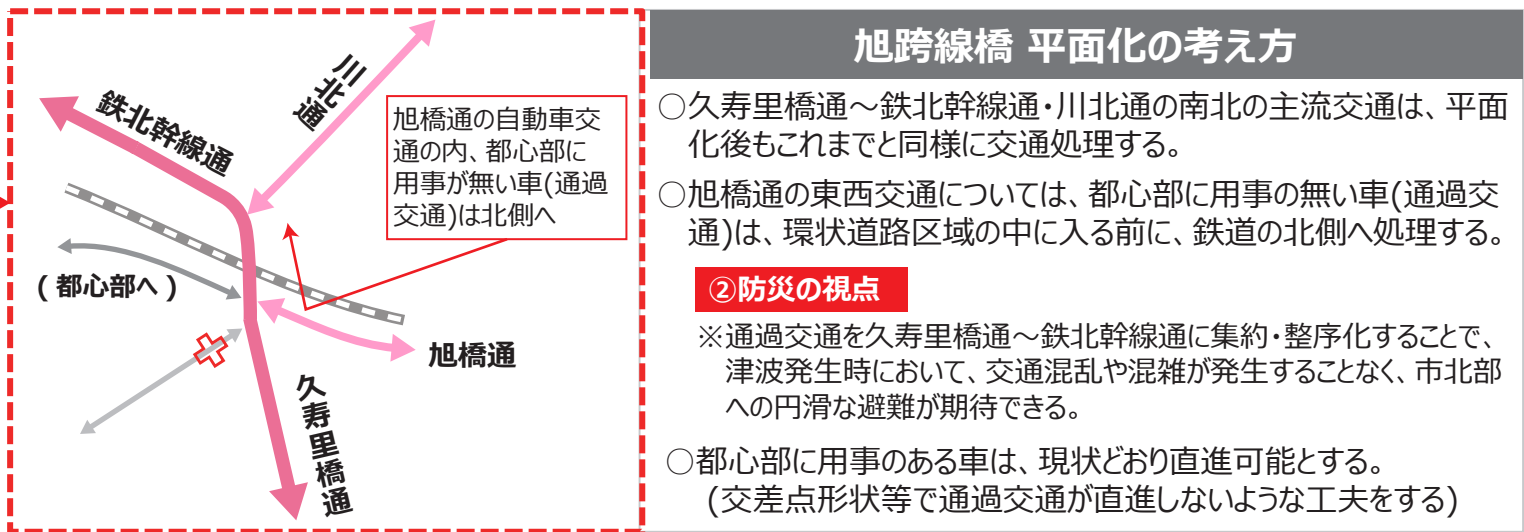 川北通
鉄北幹線通
旭橋通の自動車交
通の内、都心部に
用事が無い車(通過
交通)は北側へ
( 都心部へ )
旭橋通
久寿里橋通
旭跨線橋 平面化の考え方
○久寿里橋通～鉄北幹線通・川北通の南北の主流交通は、平面
化後もこれまでと同様に交通処理する。
○旭橋通の東西交通については、都心部に用事の無い車(通過交
通)は、環状道路区域の中に入る前に、鉄道の北側へ処理する。
②防災の視点
※通過交通を久寿里橋通～鉄北幹線通に集約・整序化することで、
津波発生時において、交通混乱や混雑が発生することなく、市北部
への円滑な避難が期待できる。
○都心部に用事のある車は、現状どおり直進可能とする。
(交差点形状等で通過交通が直進しないような工夫をする)